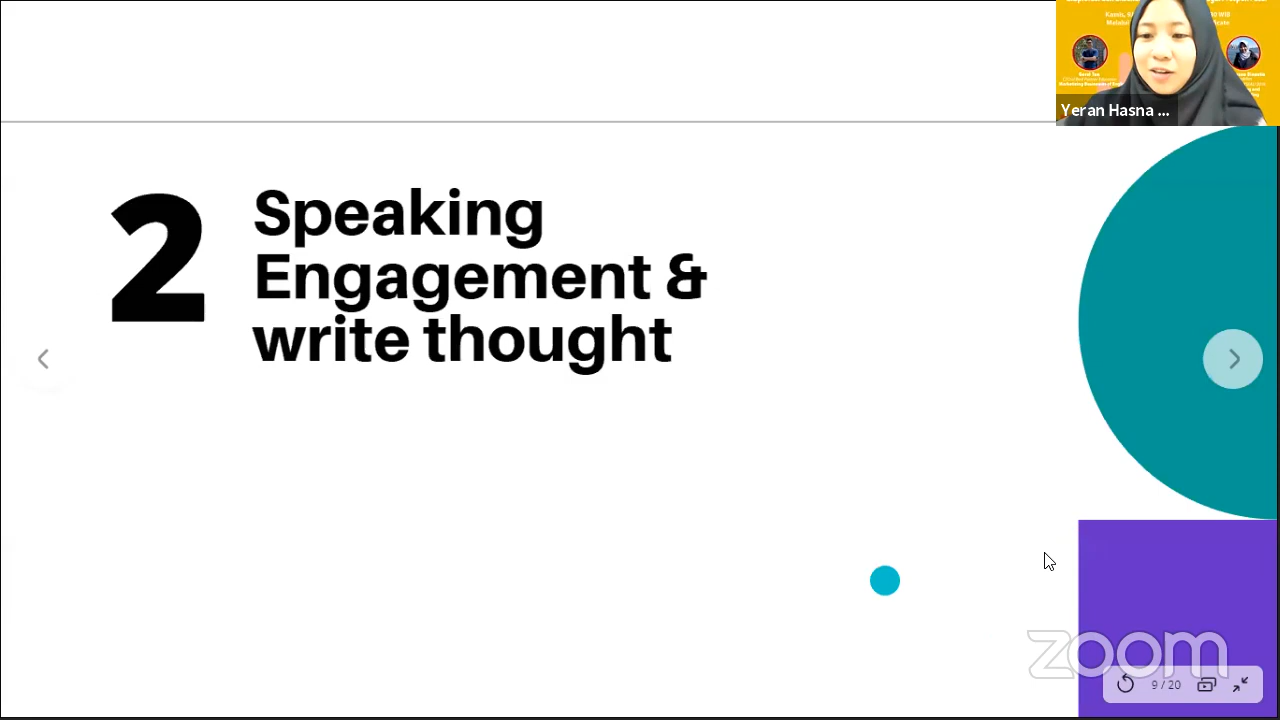 Yeran Hasna ...
2
Speaking
Engagement &
write thought
zoom
9 / 20